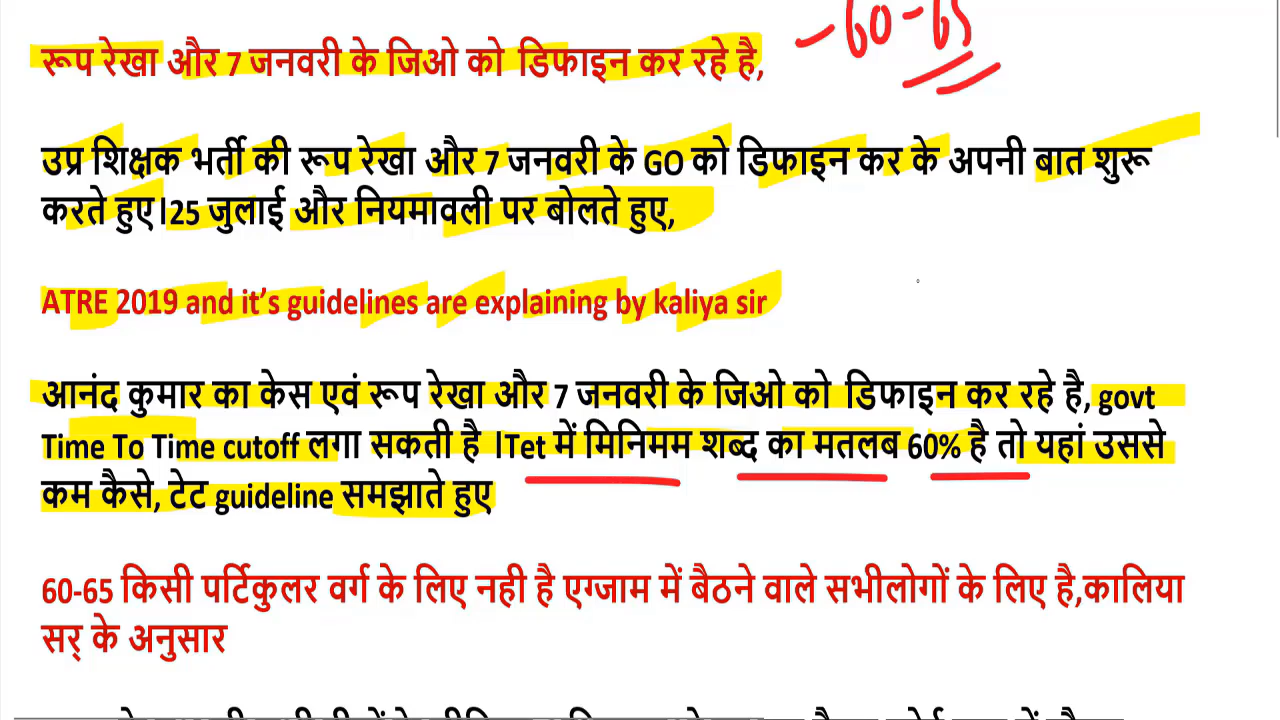 - 60-65
रूप रेखा और 7 जनवरी के जिओ को डिफाइन कर रहे है,
उप्र शिक्षक भर्ती की रूप रेखा और 7 जनवरी के GO को डिफाइन कर के अपनी बात शुरू
करते हुए।25 जुलाई और नियमावली पर बोलते हुए,
ATRE 2019 and it's guidelines are explaining by kaliya sir
आनंद कुमार का केस एवं रूप रेखा और 7 जनवरी के जिओ को डिफाइन कर रहे है, govt
Time To Time cutoff लगा सकती है ।Tet में मिनिमम शब्द का मतलब 60% है तो यहां उससे
कम कैसे, टेट guideline समझाते हुए
60-65 किसी पर्टिकुलर वर्ग के लिए नही है एग्जाम में बैठने वाले सभीलोगों के लिए है,कालिया
सर् के अनुसार